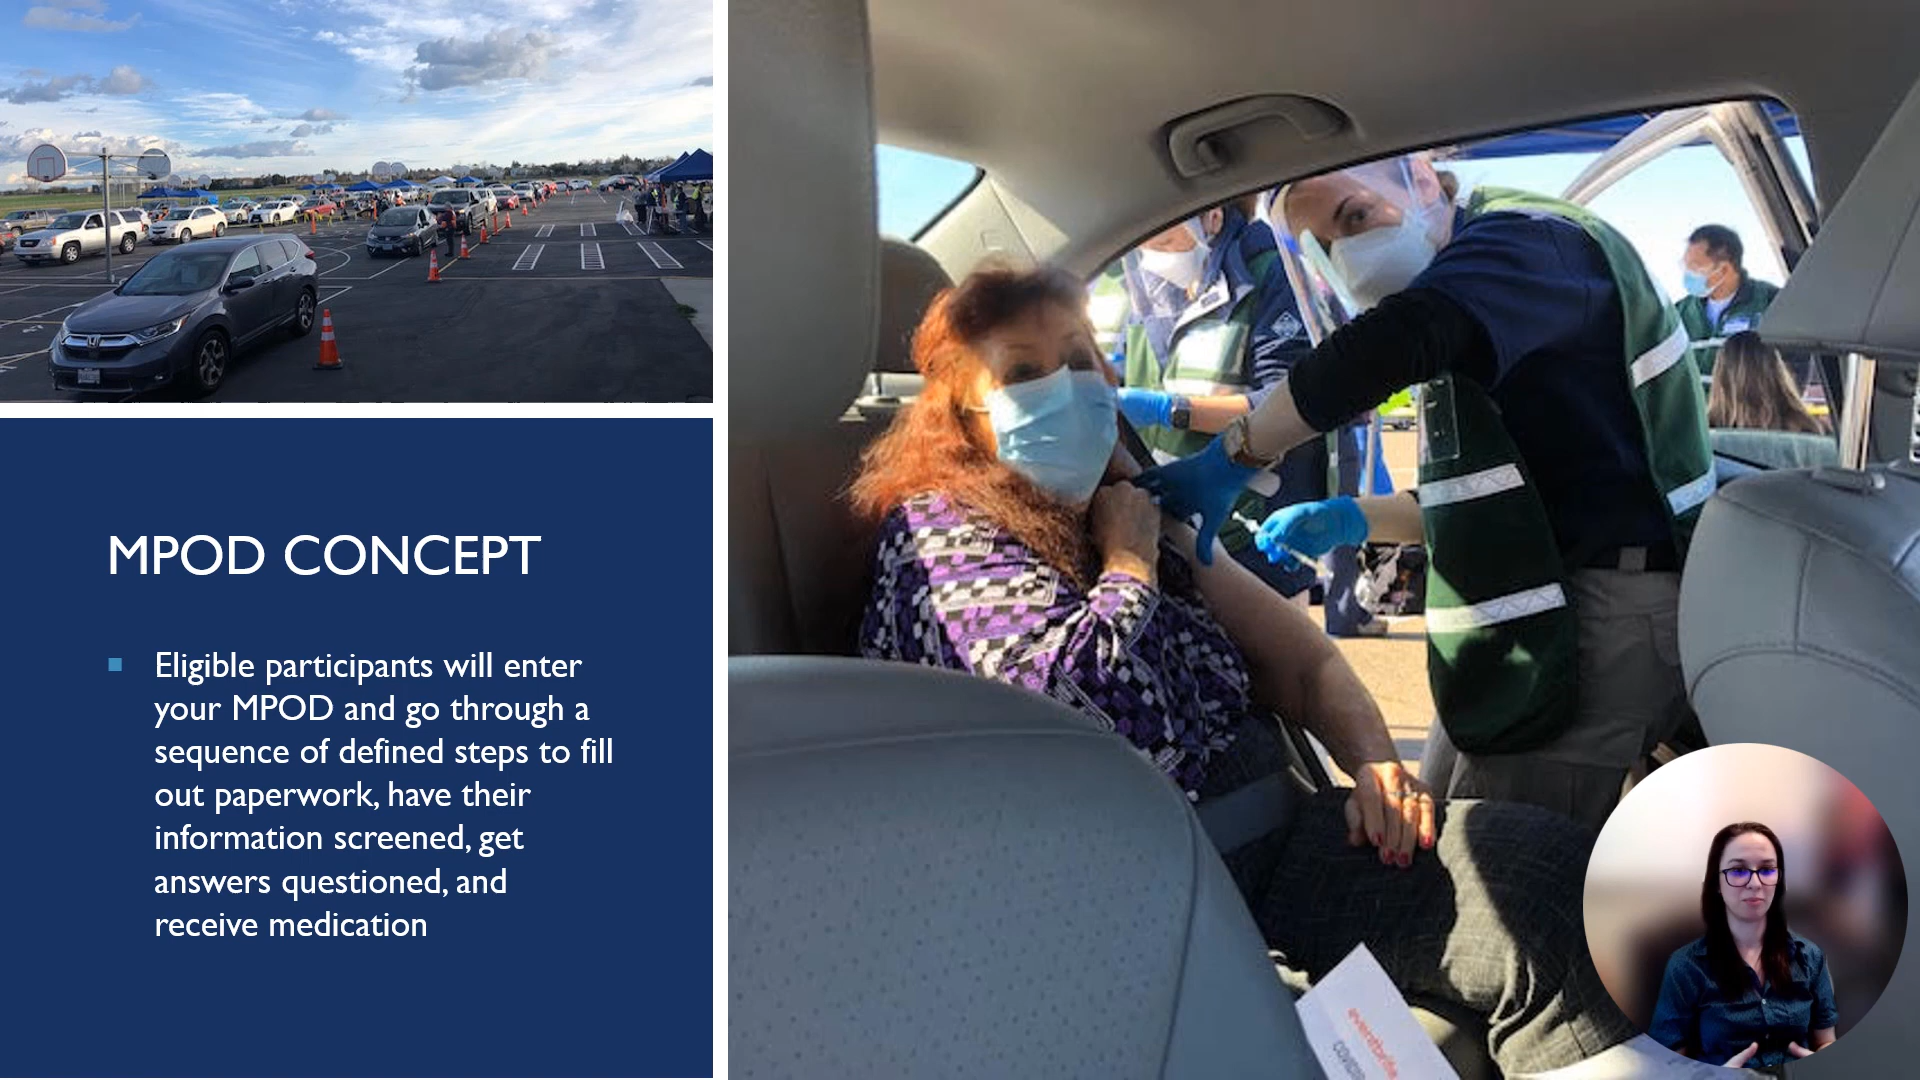 MPOD CONCEPT
Eligible participants will enter
your MPOD and go through a
sequence of defined steps to fill
out paperwork, have their
information screened, get
answers questioned, and
receive medication
eventbrite